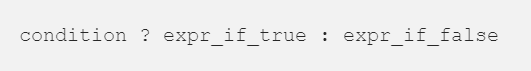 condition ? expr_if_true : expr_if_false